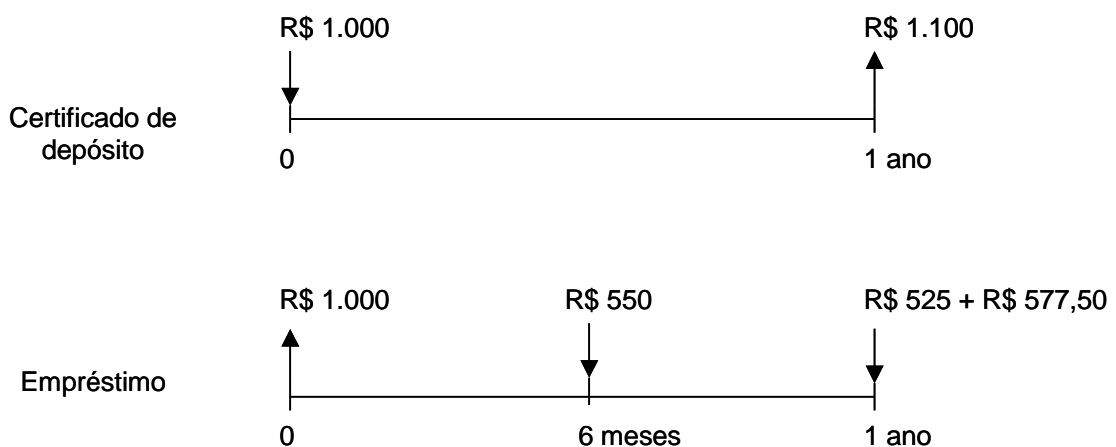 R$ 1.000 R$ 1.100
Certificado de
depósito
0 1 ano
R$ 1.000 R$ 550 R$ 525 + R$ 577,50
Empréstimo
0 6 meses 1 ano